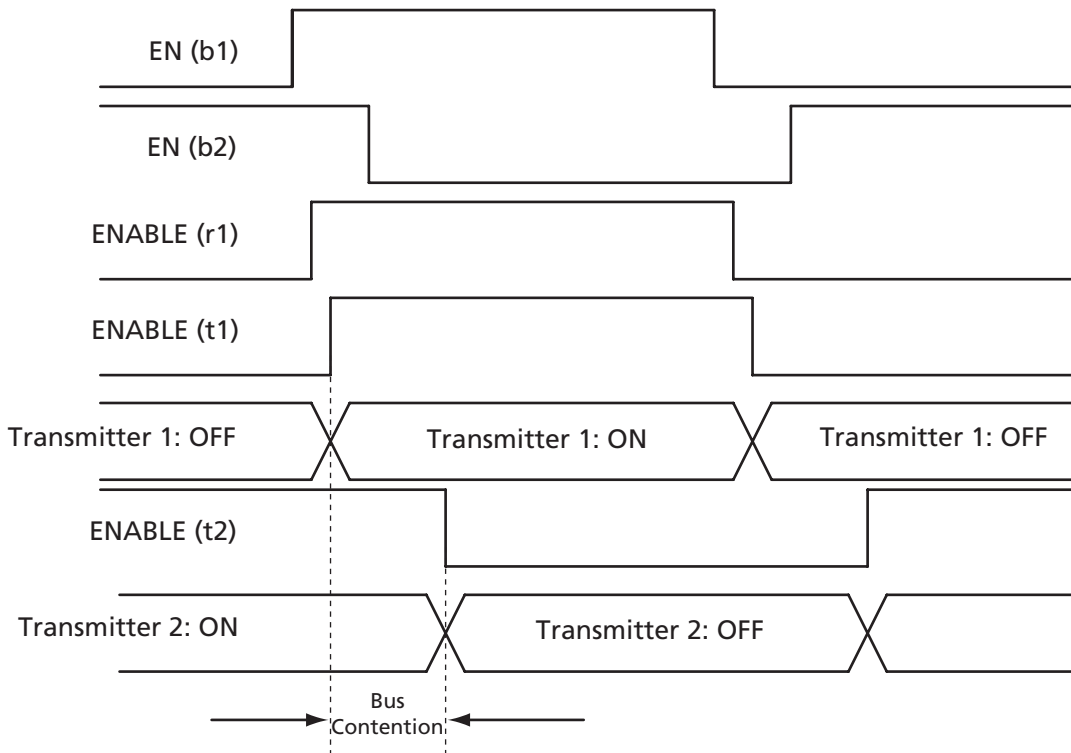 EN (b1)
EN (b2)
ENABLE (r1)
ENABLE (t1)
Transmitter 1: OFF
Transmitter 1: ON
Transmitter 1: OFF
ENABLE (t2)
Transmitter 2: ON
Transmitter 2: OFF
Bus
Contention